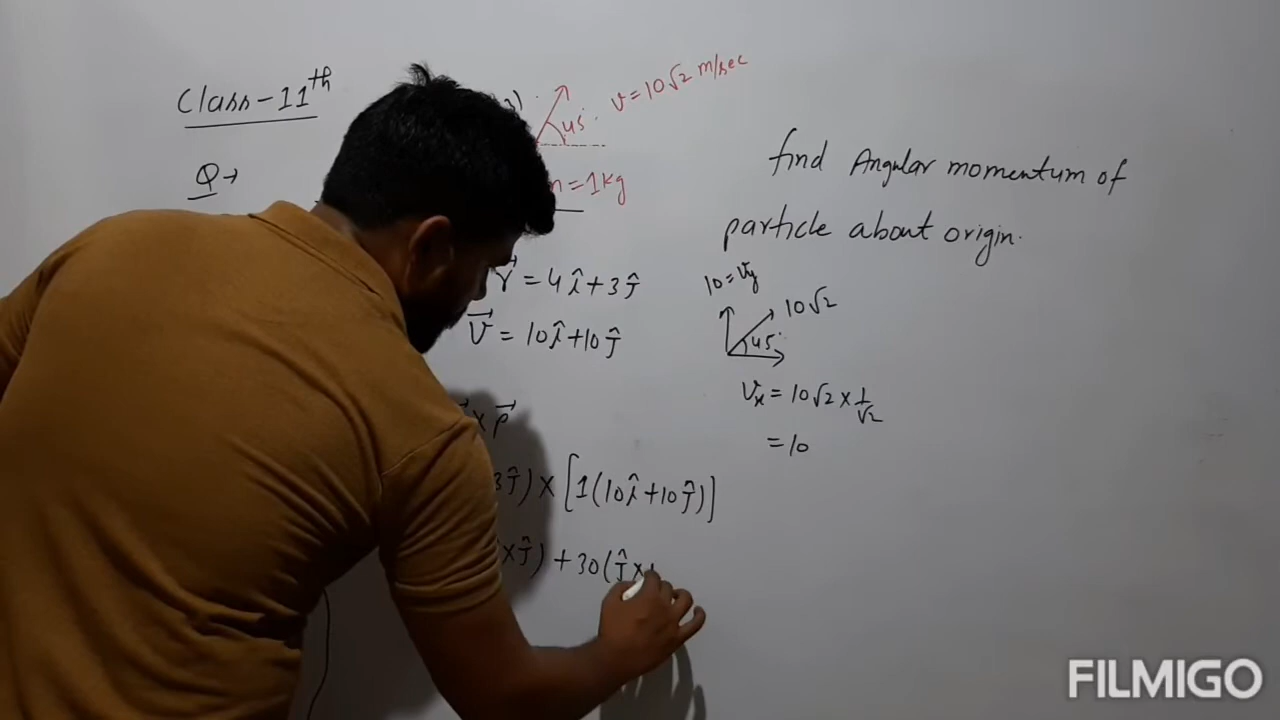 Class-11th
Q→
3)
45°
v = 10√2 m/sec
m = 1kg
find Angular momentum of
particle about origin.
r⃗ = 4î + 3ĵ
V⃗ = 10î + 10ĵ
10 = Vy
10√2
45°
Vx = 10√2 × 1/√2
= 10
× p⃗
3ĵ) × [1(10î + 10ĵ)]
× ĵ) + 30(ĵ ×
FILMIGO